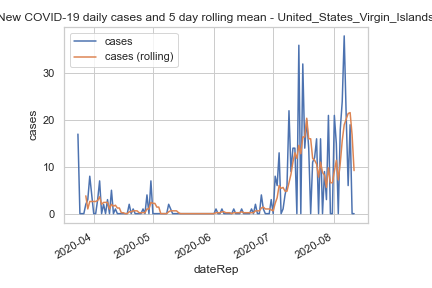 New COVID-19 daily cases and 5 day rolling mean - United_States_Virgin_Islands
cases
cases (rolling)
30
20
10
0
cases
2020-04
2020-05
2020-06
2020-07
2020-08
dateRep